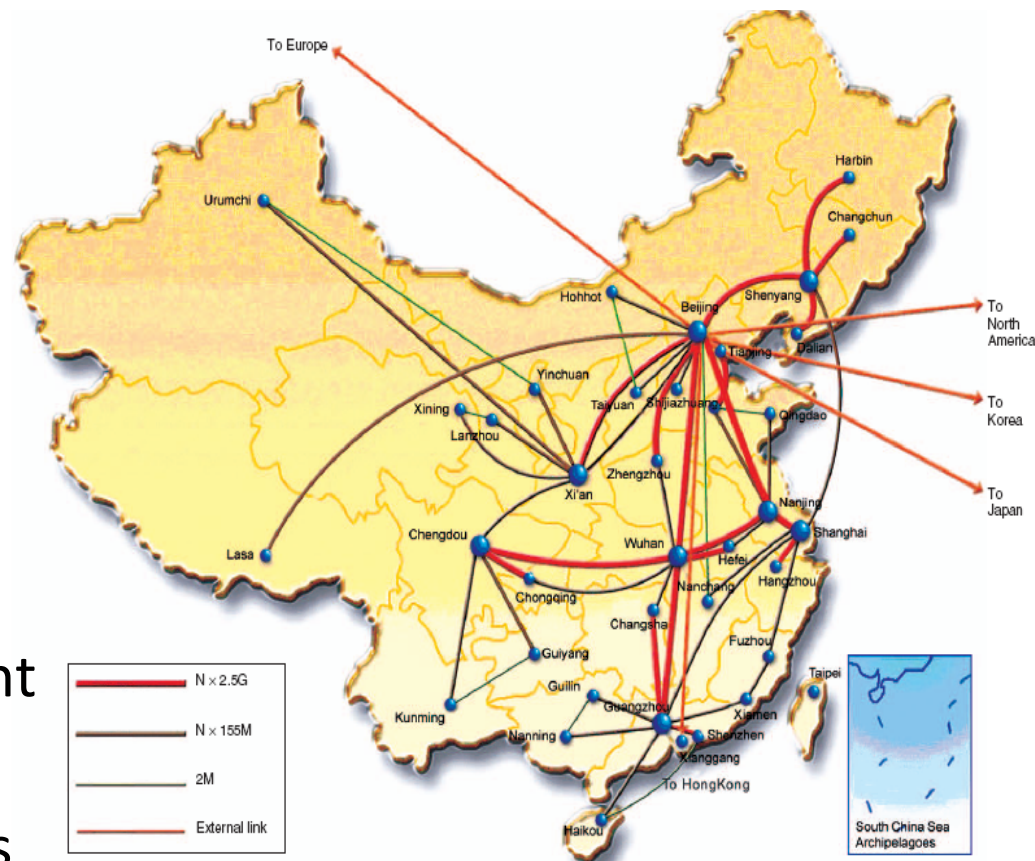 To Europe
Harbin
Urumchi
Changchun
Hohhot
Shenyang
Beijing
To
North
America
Tianjing
Dalian
Yinchuan
Taiyuan
Shijiazhuang
Xining
Qingdao
To
Korea
Lanzhou
Zhengzhou
Xi'an
To
Japan
Nanjing
Chengdou
Wuhan
Shanghai
Lasa
Hefei
Hangzhou
Chongqing
Nanchang
Changsha
Fuzhou
Guiyang
Taipei
nt
N × 2.5G
Guilin
Guangzhou
Kunming
Xiamen
N × 155M
Nanning
Shenzhen
Xianggang
2M
To HongKong
External link
Haikou
South China Sea
Archipelagoes
s